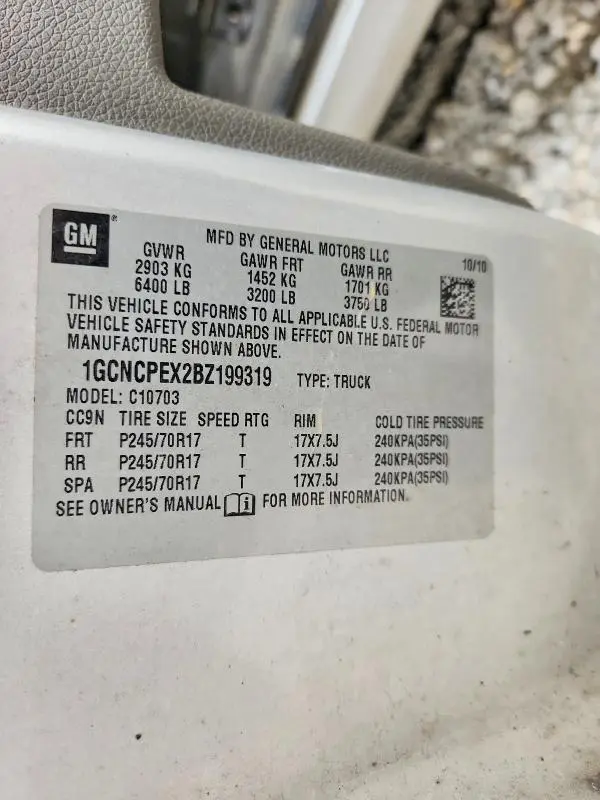 GM ®
MFD BY GENERAL MOTORS LLC 10/10
GVWR GAWR FRT GAWR RR
2903 KG 1452 KG 1701 KG
6400 LB 3200 LB 3750 LB
THIS VEHICLE CONFORMS TO ALL APPLICABLE U.S. FEDERAL MOTOR
VEHICLE SAFETY STANDARDS IN EFFECT ON THE DATE OF
MANUFACTURE SHOWN ABOVE.
1GCNCPEX2BZ199319 TYPE: TRUCK
MODEL: C10703
CC9N TIRE SIZE SPEED RTG RIM COLD TIRE PRESSURE
FRT P245/70R17 T 17X7.5J 240KPA(35PSI)
RR P245/70R17 T 17X7.5J 240KPA(35PSI)
SPA P245/70R17 T 17X7.5J 240KPA(35PSI)
SEE OWNER'S MANUAL i FOR MORE INFORMATION.